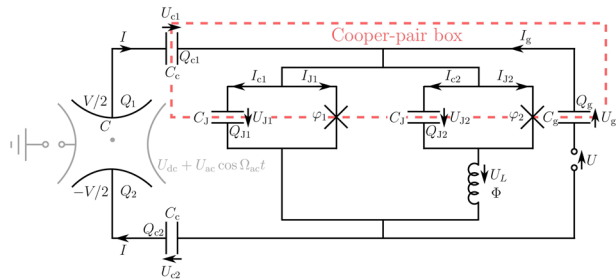 U_c1
I
Q_c1
C_c
Cooper-pair box
I_g
I_c1
I_J1
I_c2
I_J2
V/2
Q_1
C
C_J
U_J1
Q_J1
φ_1
C_J
U_J2
Q_J2
φ_2
Q_g
C_g
U_g
U_dc + U_ac cos Ω_ac t
U
-V/2
Q_2
U_L
Φ
C_c
Q_c2
I
U_c2